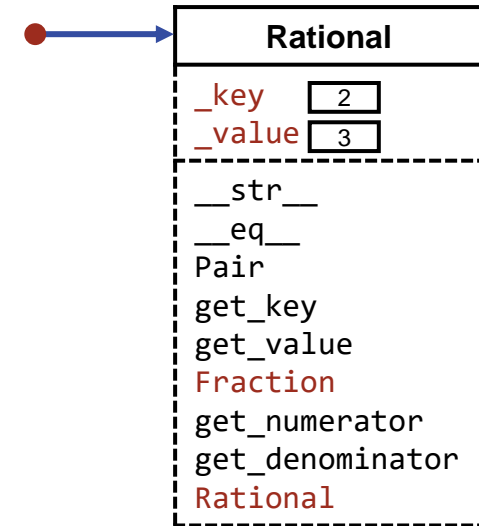 Rational
_key 2
_value 3
__str__
__eq__
Pair
get_key
get_value
Fraction
get_numerator
get_denominator
Rational